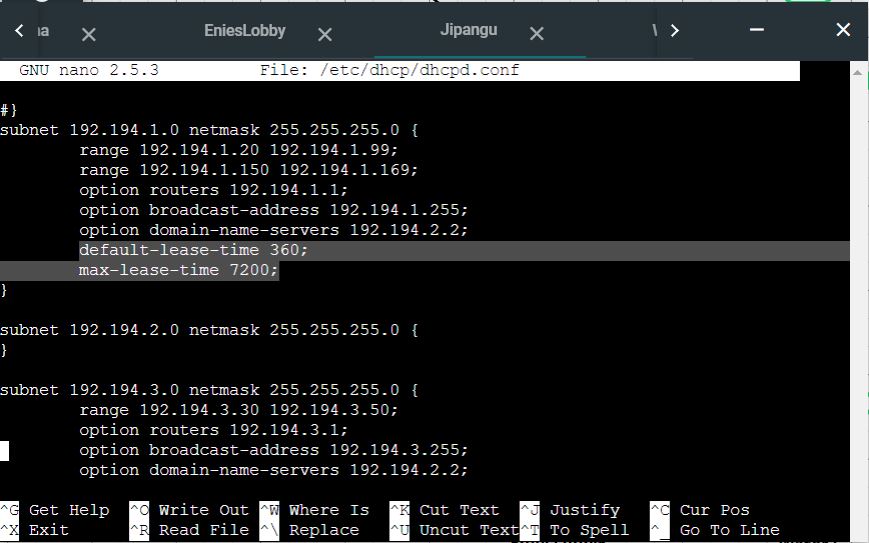 EniesLobby Jipangu
GNU nano 2.5.3 File: /etc/dhcp/dhcpd.conf
#}
subnet 192.194.1.0 netmask 255.255.255.0 {
range 192.194.1.20 192.194.1.99;
range 192.194.1.150 192.194.1.169;
option routers 192.194.1.1;
option broadcast-address 192.194.1.255;
option domain-name-servers 192.194.2.2;
default-lease-time 360;
max-lease-time 7200;
}
subnet 192.194.2.0 netmask 255.255.255.0 {
}
subnet 192.194.3.0 netmask 255.255.255.0 {
range 192.194.3.30 192.194.3.50;
option routers 192.194.3.1;
option broadcast-address 192.194.3.255;
option domain-name-servers 192.194.2.2;
^G Get Help ^O Write Out ^W Where Is ^K Cut Text ^J Justify ^C Cur Pos
^X Exit ^R Read File ^\ Replace ^U Uncut Text ^T To Spell ^_ Go To Line